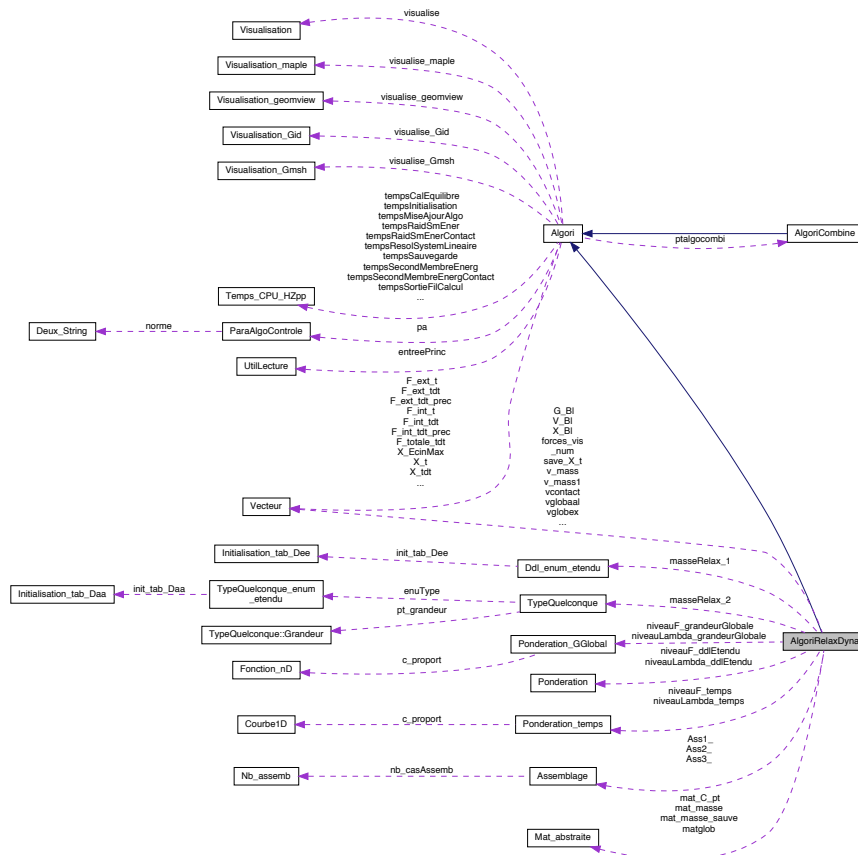 Visualisation
visualise
Visualisation_maple
visualise_maple
Visualisation_geomview
visualise_geomview
Visualisation_Gid
visualise_Gid
Visualisation_Gmsh
visualise_Gmsh
tempsCalEquilibre
tempsInitialisation
tempsMiseAjourAlgo
tempsRaidSmEner
tempsRaidSmEnerContact
tempsResolSystemLineaire
tempsSauvegarde
tempsSecondMembreEnerg
tempsSecondMembreEnergContact
tempsSortieFilCalcul
...
Algori
ptalgocombi
AlgoriCombine
Temps_CPU_HZpp
Deux_String
norme
ParaAlgoControle
pa
UtilLecture
entreePrinc
F_ext_t
F_ext_tdt
F_ext_tdt_prec
F_int_t
F_int_tdt
F_int_tdt_prec
F_totale_tdt
X_EcinMax
X_t
X_tdt
...
G_Bl
V_Bl
X_Bl
forces_vis
_num
save_X_t
v_mass
v_mass1
vcontact
vglobaal
vglobex
...
Vecteur
Initialisation_tab_Dee
init_tab_Dee
Ddl_enum_etendu
masseRelax_1
Initialisation_tab_Daa
init_tab_Daa
TypeQuelconque_enum
_etendu
enuType
pt_grandeur
TypeQuelconque
masseRelax_2
TypeQuelconque::Grandeur
niveauF_grandeurGlobale
niveauLambda_grandeurGlobale
AlgoriRelaxDyna
Ponderation_GGlobal
Fonction_nD
c_proport
niveauF_ddlEtendu
niveauLambda_ddlEtendu
Ponderation
niveauF_temps
niveauLambda_temps
Courbe1D
c_proport
Ponderation_temps
Ass1_
Ass2_
Ass3_
Nb_assemb
nb_casAssemb
Assemblage
mat_C_pt
mat_masse
mat_masse_sauve
matglob
Mat_abstraite